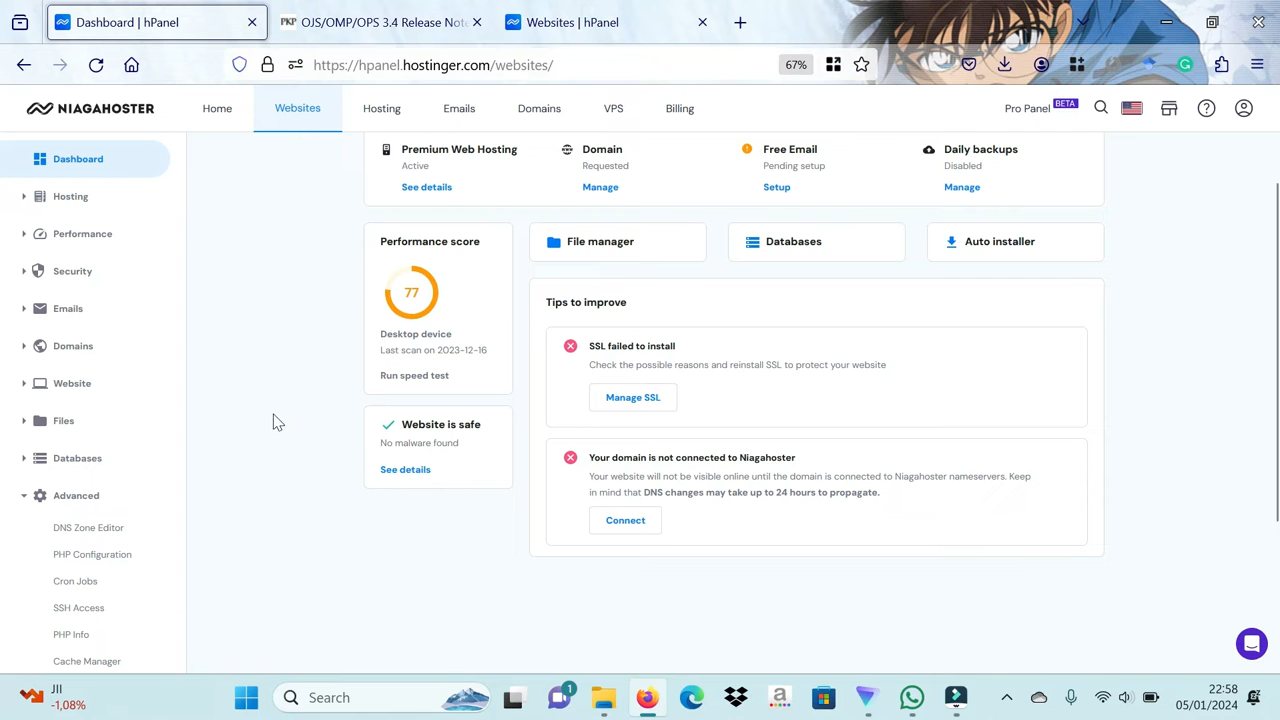 Dashboard | hPanel
PKP OJS/OMP/OPS 3.4 Release Not
Websites | hPanel
https://hpanel.hostinger.com/websites/
67%
NIAGAHOSTER
Home
Websites
Hosting
Emails
Domains
VPS
Billing
Pro Panel BETA
Dashboard
Hosting
Performance
Security
Emails
Domains
Website
Files
Databases
Advanced
DNS Zone Editor
PHP Configuration
Cron Jobs
SSH Access
PHP Info
Cache Manager
Premium Web Hosting
Active
See details
Domain
Requested
Manage
Free Email
Pending setup
Setup
Daily backups
Disabled
Manage
Performance score
77
Desktop device
Last scan on 2023-12-16
Run speed test
Website is safe
No malware found
See details
File manager
Databases
Auto installer
Tips to improve
SSL failed to install
Check the possible reasons and reinstall SSL to protect your website
Manage SSL
Your domain is not connected to Niagahoster
Your website will not be visible online until the domain is connected to Niagahoster nameservers. Keep
in mind that DNS changes may take up to 24 hours to propagate.
Connect
JII
-1,08%
Search
1
22:58
05/01/2024